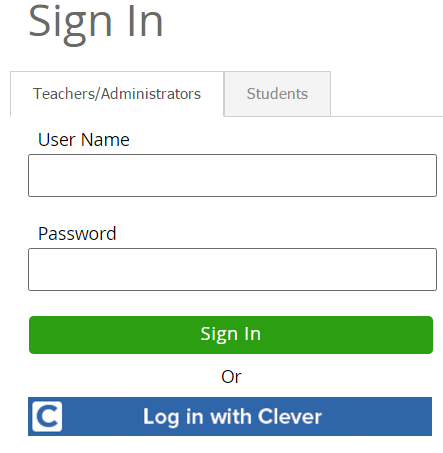 Sign In
Teachers/Administrators Students
User Name
Password
Sign In
Or
C Log in with Clever